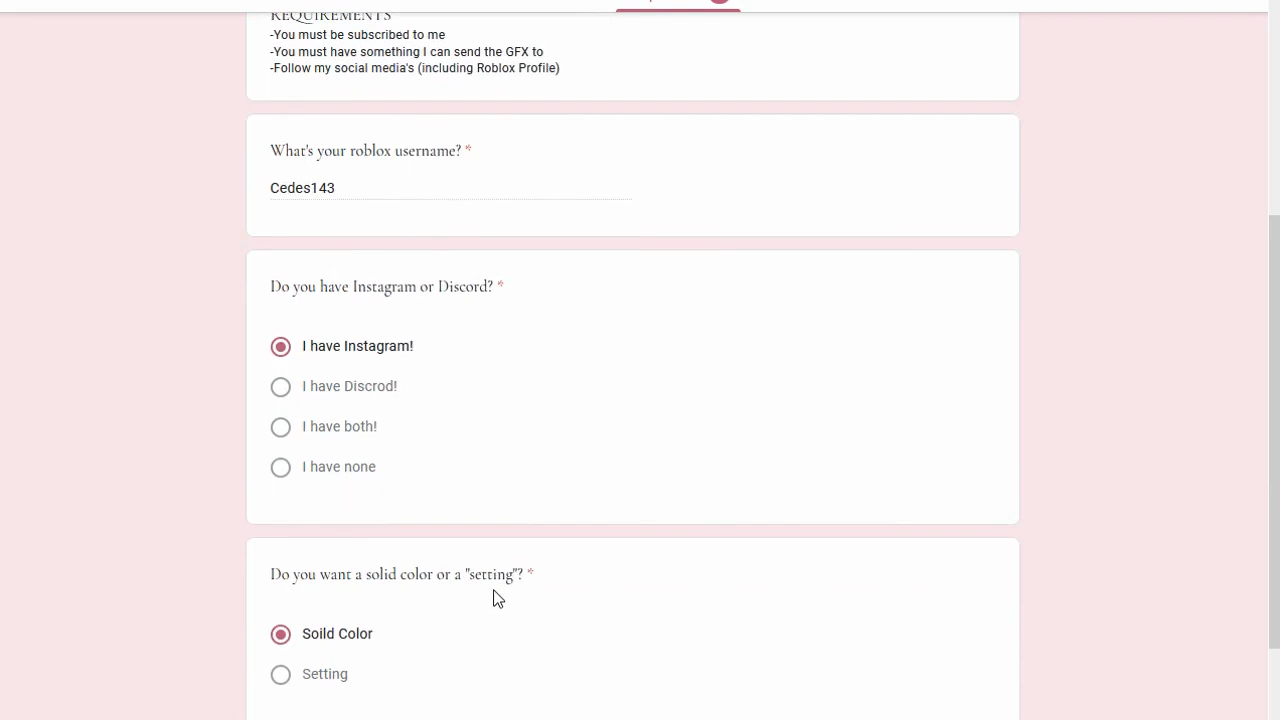 REQUIREMENTS
-You must be subscribed to me
-You must have something I can send the GFX to
-Follow my social media's (including Roblox Profile)
What's your roblox username? *
Cedes143
Do you have Instagram or Discord? *
I have Instagram!
I have Discrod!
I have both!
I have none
Do you want a solid color or a "setting"? *
Soild Color
Setting